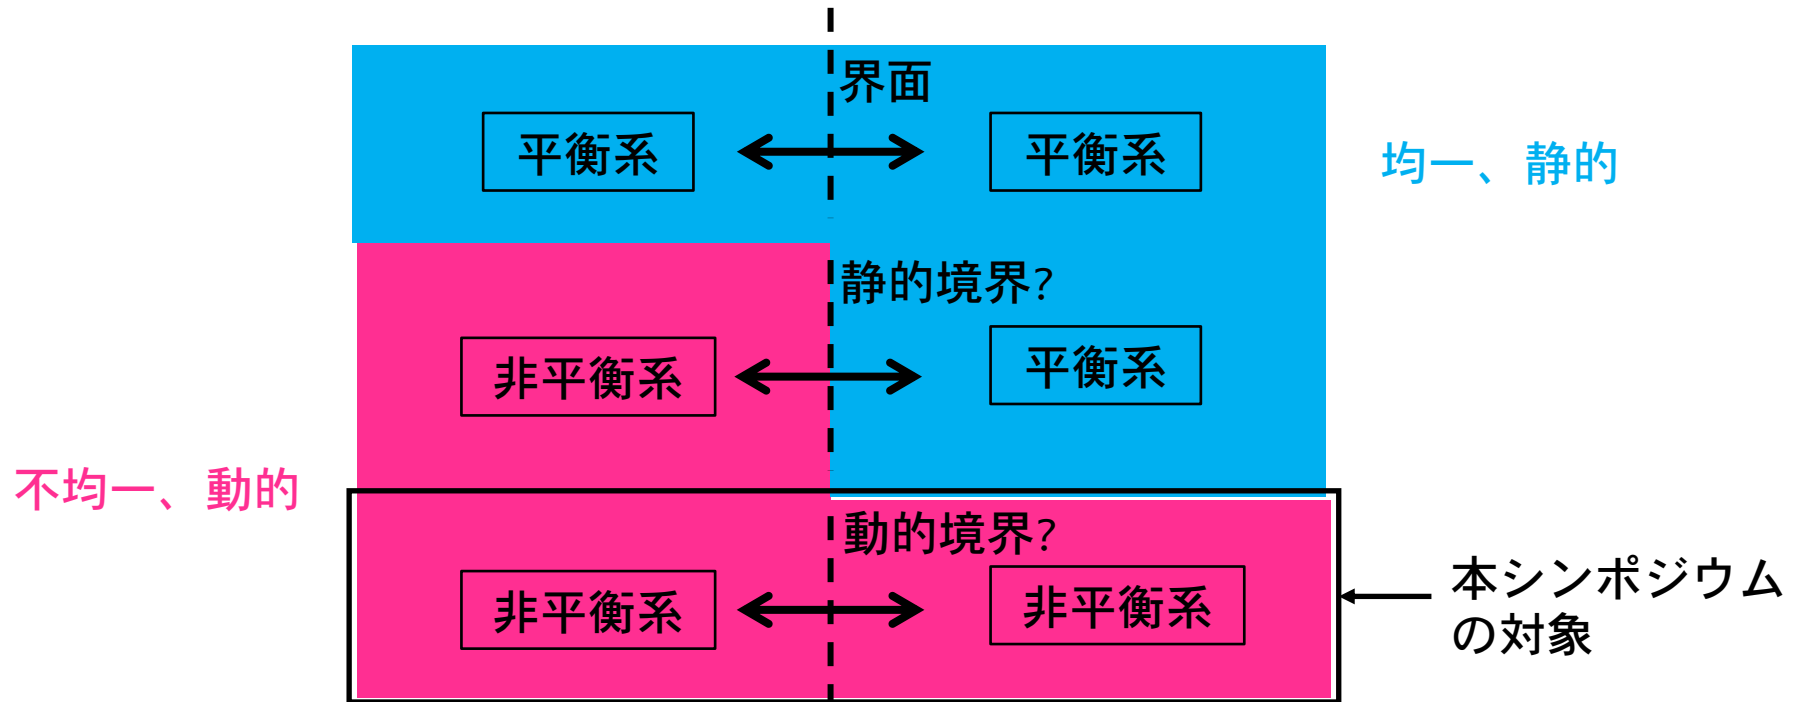 界面
平衡系
平衡系
均一、静的
静的境界?
非平衡系
平衡系
不均一、動的
動的境界?
非平衡系
非平衡系
本シンポジウム
の対象